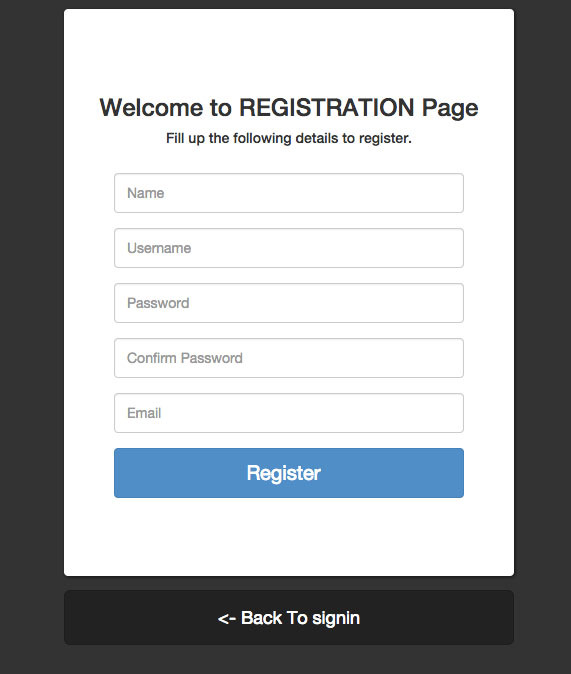 Welcome to REGISTRATION Page
Fill up the following details to register.
Name
Username
Password
Confirm Password
Email
Register
<- Back To signin